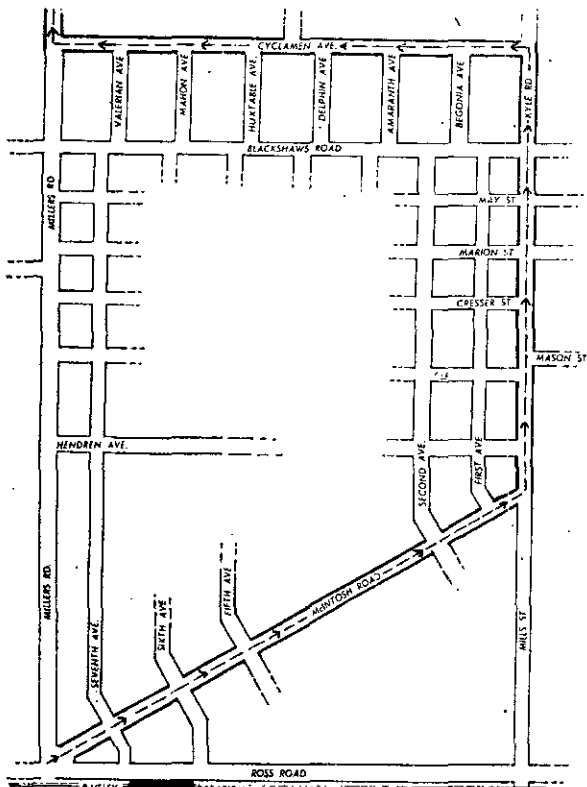 CYCLAMEN AVE.
VALERIAN AVE
MAHON AVE.
HUXTABLE AVE.
DELPHIN AVE
AMARANTH AVE.
BEGONIA AVE
KYLE RD
BLACKSHAWS ROAD
MILLERS RD.
MAY ST
MARION ST
CRESSER ST
MASON ST
HENDREN AVE.
SECOND AVE.
FIRST AVE
MILLERS RD.
SEVENTH AVE.
SIXTH AVE
FIFTH AVE
McINTOSH ROAD
MILLS ST
ROSS ROAD